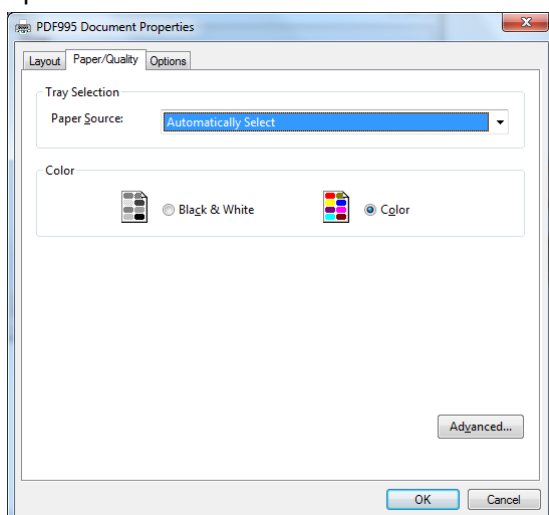 PDF995 Document Properties
Layout Paper/Quality Options
Tray Selection
Paper Source: Automatically Select
Color
Black & White Color
Advanced...
OK Cancel